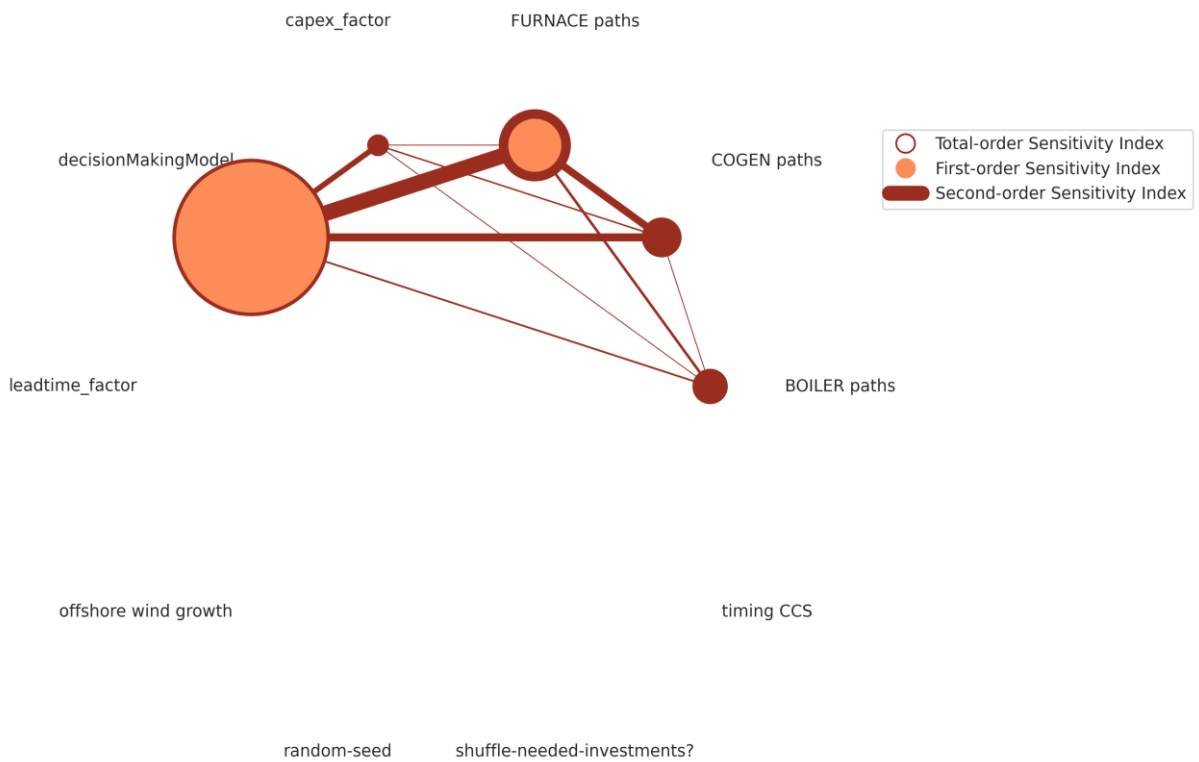 capex_factor
FURNACE paths
decisionMakingModel
COGEN paths
Total-order Sensitivity Index
First-order Sensitivity Index
Second-order Sensitivity Index
leadtime_factor
BOILER paths
offshore wind growth
timing CCS
random-seed
shuffle-needed-investments?